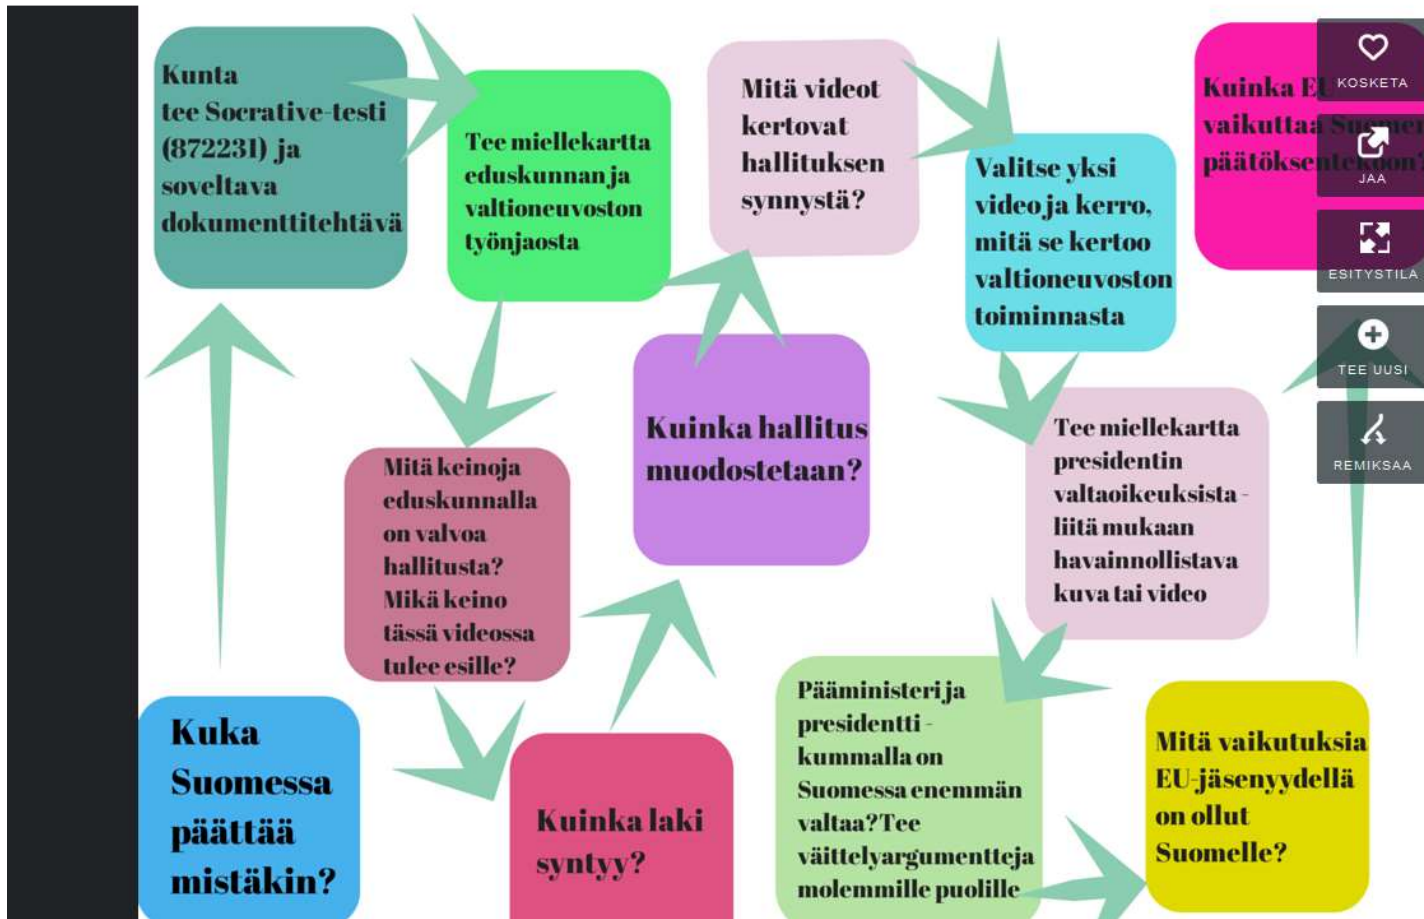 Kunta
tee Socrative-testi
(872231) ja
soveltava
dokumenttitehtävä
Tee miellekartta
eduskunnan ja
valtioneuvoston
työnjaosta
Mitä videot
kertovat
hallituksen
synnystä?
Valitse yksi
video ja kerro,
mitä se kertoo
valtioneuvoston
toiminnasta
Kuinka EU
vaikuttaa Suomen
päätöksentekoon?
KOSKETA
JAA
ESITYSTILA
TEE UUSI
REMIKSAA
Kuinka hallitus
muodostetaan?
Tee miellekartta
presidentin
valtaoikeuksista -
liitä mukaan
havainnollistava
kuva tai video
Mitä keinoja
eduskunnalla
on valvoa
hallitusta?
Mikä keino
tässä videossa
tulee esille?
Kuka
Suomessa
päättää
mistäkin?
Kuinka laki
syntyy?
Pääministeri ja
presidentti -
kummalla on
Suomessa enemmän
valtaa? Tee
väittelyargumentteja
molemmille puolille
Mitä vaikutuksia
EU-jäsenyydellä
on ollut
Suomelle?